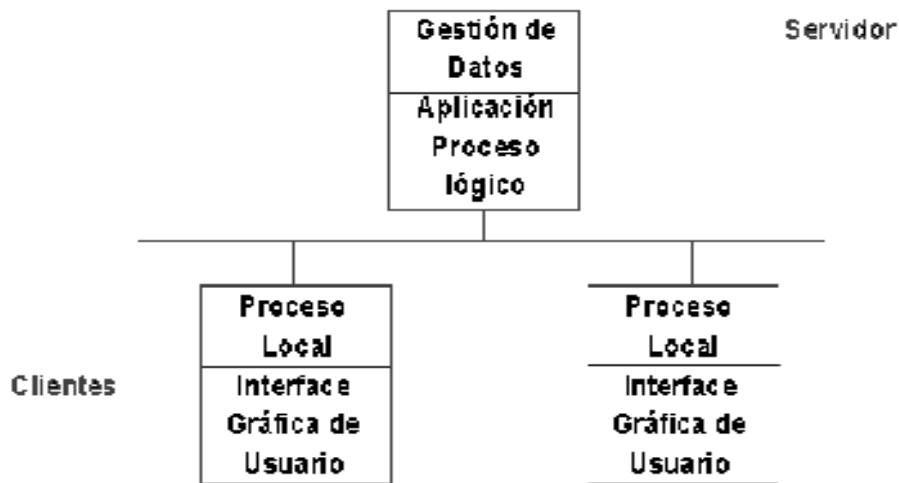 Gestión de
Datos
Servidor
Aplicación
Proceso
lógico
Proceso
Local
Clientes
Interface
Gráfica de
Usuario
Proceso
Local
Interface
Gráfica de
Usuario